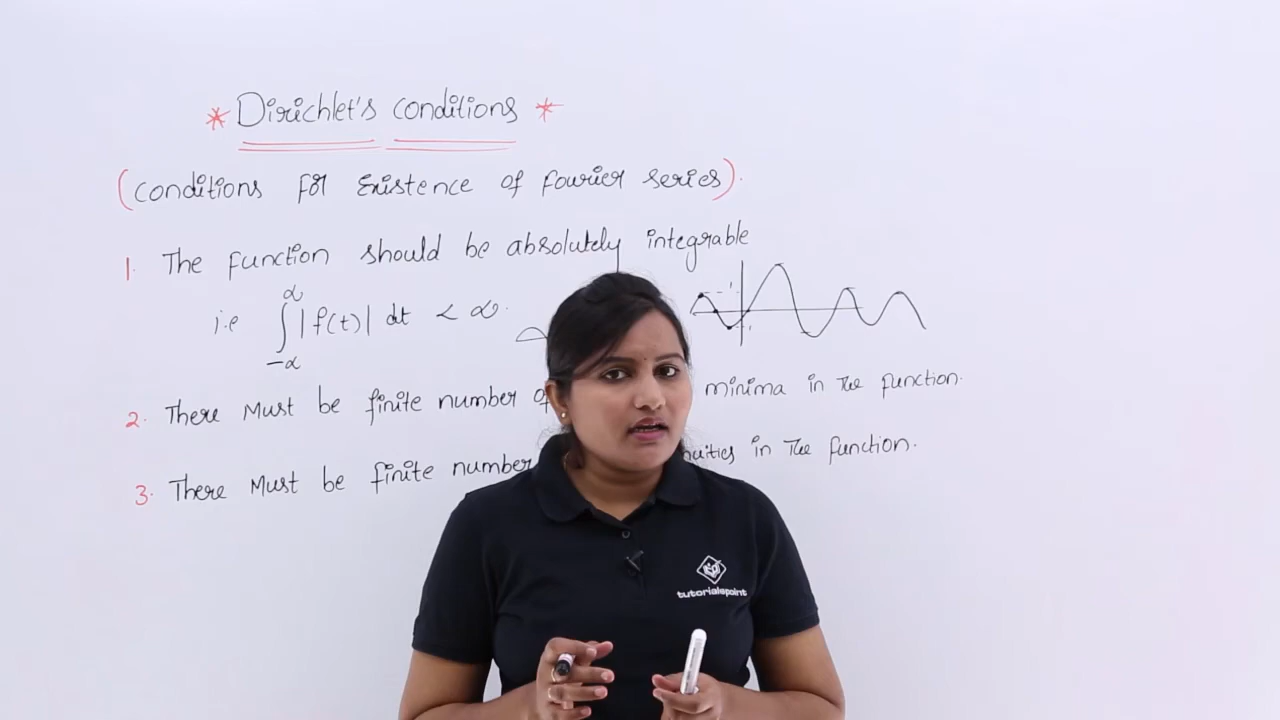 * Dirichlet's conditions *
(conditions for Existence of fourier series).
1. The function should be absolutely integrable
i.e ∫_{-∞}^{∞} |f(t)| dt < ∞.
2. There Must be finite number of minima in The function.
3. There Must be finite number in The function.
tutorialspoint